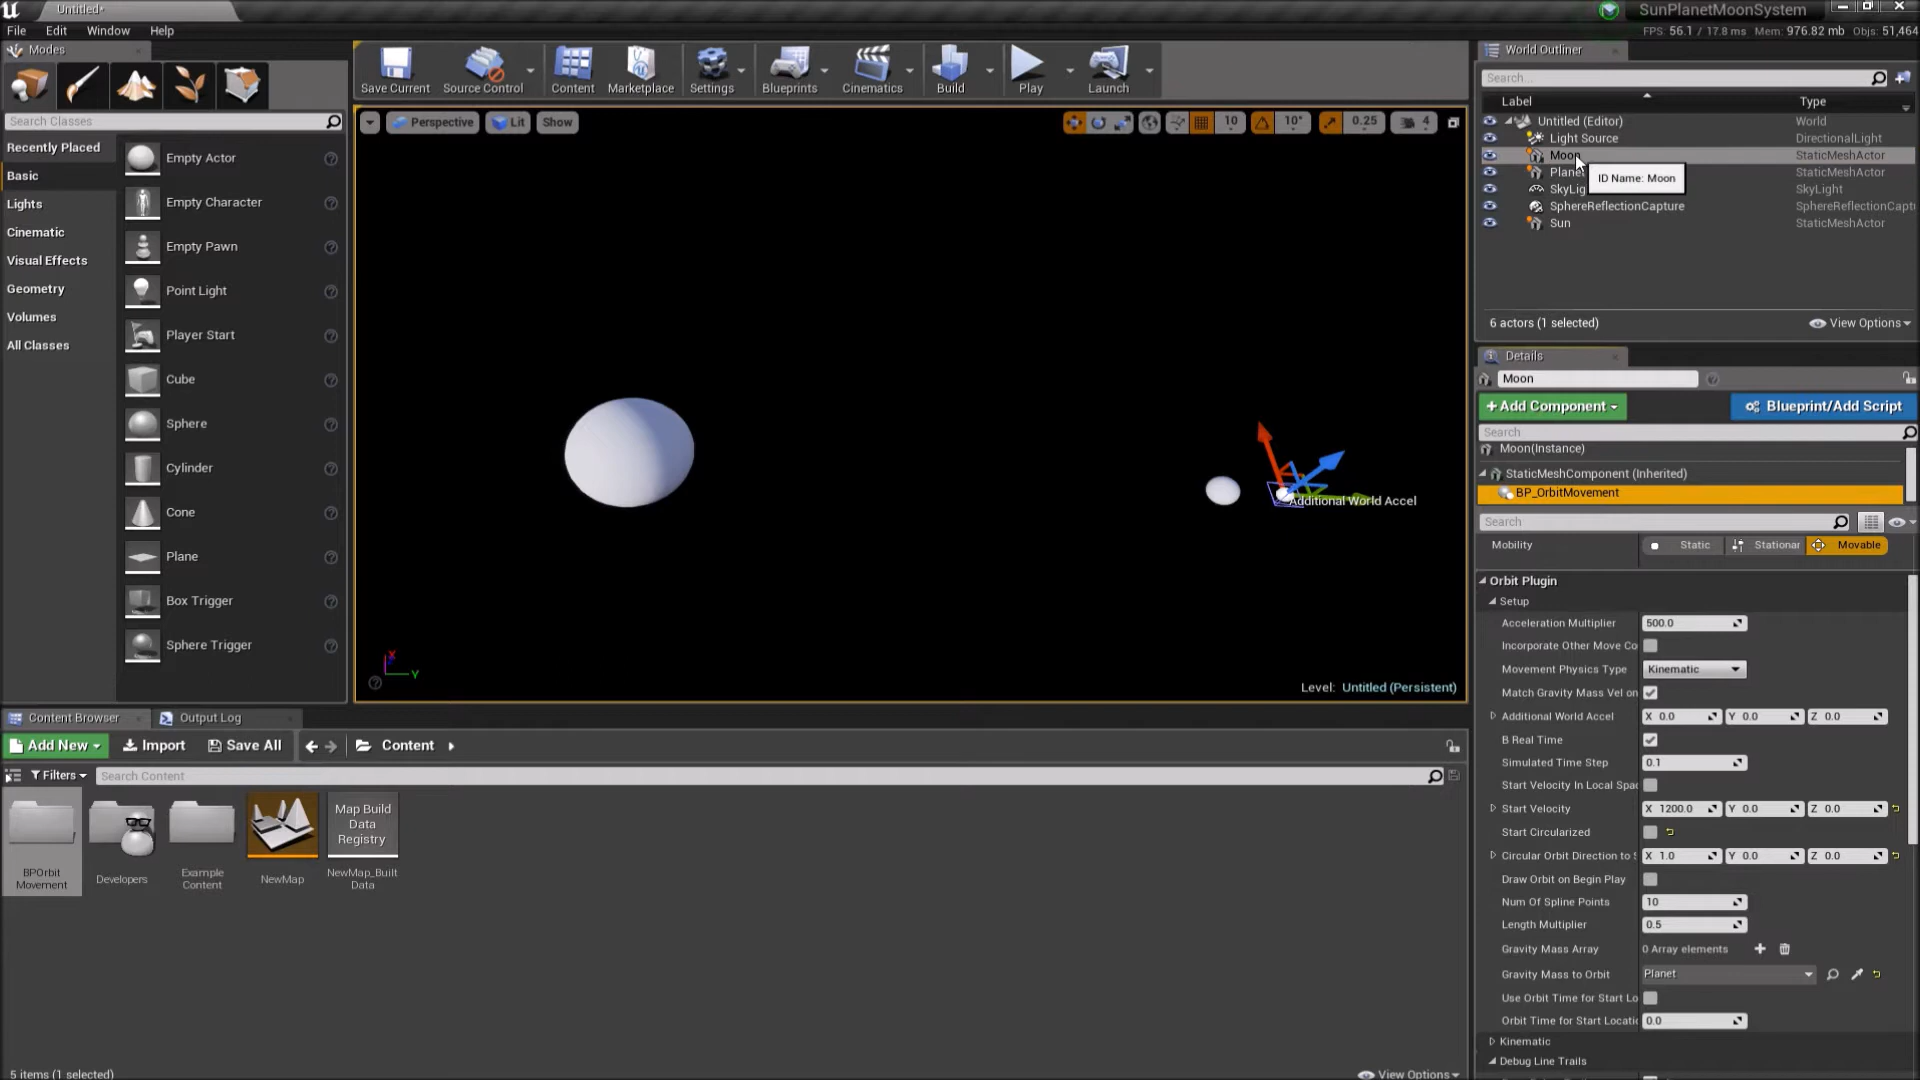 Untitled*
SunPlanetMoonSystem
File Edit Window Help
FPS: 56.1 / 17.8 ms Mem: 976.82 mb Objs: 51,464
Modes
Search Classes
Recently Placed
Basic
Lights
Cinematic
Visual Effects
Geometry
Volumes
All Classes
Empty Actor
Empty Character
Empty Pawn
Point Light
Player Start
Cube
Sphere
Cylinder
Cone
Plane
Box Trigger
Sphere Trigger
Save Current
Source Control
Content
Marketplace
Settings
Blueprints
Cinematics
Build
Play
Launch
Perspective
Lit
Show
10
10°
0.25
4
Additional World Accel
X
Y
Level: Untitled (Persistent)
World Outliner
Search...
Label Type
Untitled (Editor) World
Light Source DirectionalLight
Moon StaticMeshActor
Plane StaticMeshActor
SkyLig SkyLight
SphereReflectionCapture SphereReflectionCaptu
Sun StaticMeshActor
ID Name: Moon
6 actors (1 selected)
View Options
Details
Moon
+Add Component
Blueprint/Add Script
Search
Moon(Instance)
StaticMeshComponent (Inherited)
BP_OrbitMovement
Search
Mobility Static Stationar Movable
Orbit Plugin
Setup
Acceleration Multiplier 500.0
Incorporate Other Move Co
Movement Physics Type Kinematic
Match Gravity Mass Vel on
Additional World Accel X 0.0 Y 0.0 Z 0.0
B Real Time
Simulated Time Step 0.1
Start Velocity In Local Spac
Start Velocity X 1200.0 Y 0.0 Z 0.0
Start Circularized
Circular Orbit Direction to S X 1.0 Y 0.0 Z 0.0
Draw Orbit on Begin Play
Num Of Spline Points 10
Length Multiplier 0.5
Gravity Mass Array 0 Array elements
Gravity Mass to Orbit Planet
Use Orbit Time for Start Lo
Orbit Time for Start Locatic 0.0
Kinematic
Debug Line Trails
Content Browser
Output Log
Add New
Import
Save All
Content
Filters
Search Content
Map Build
Data
Registry
BPOrbit
Movement
Developers
Example
Content
NewMap
NewMap_Built
Data
5 items (1 selected)
View Options